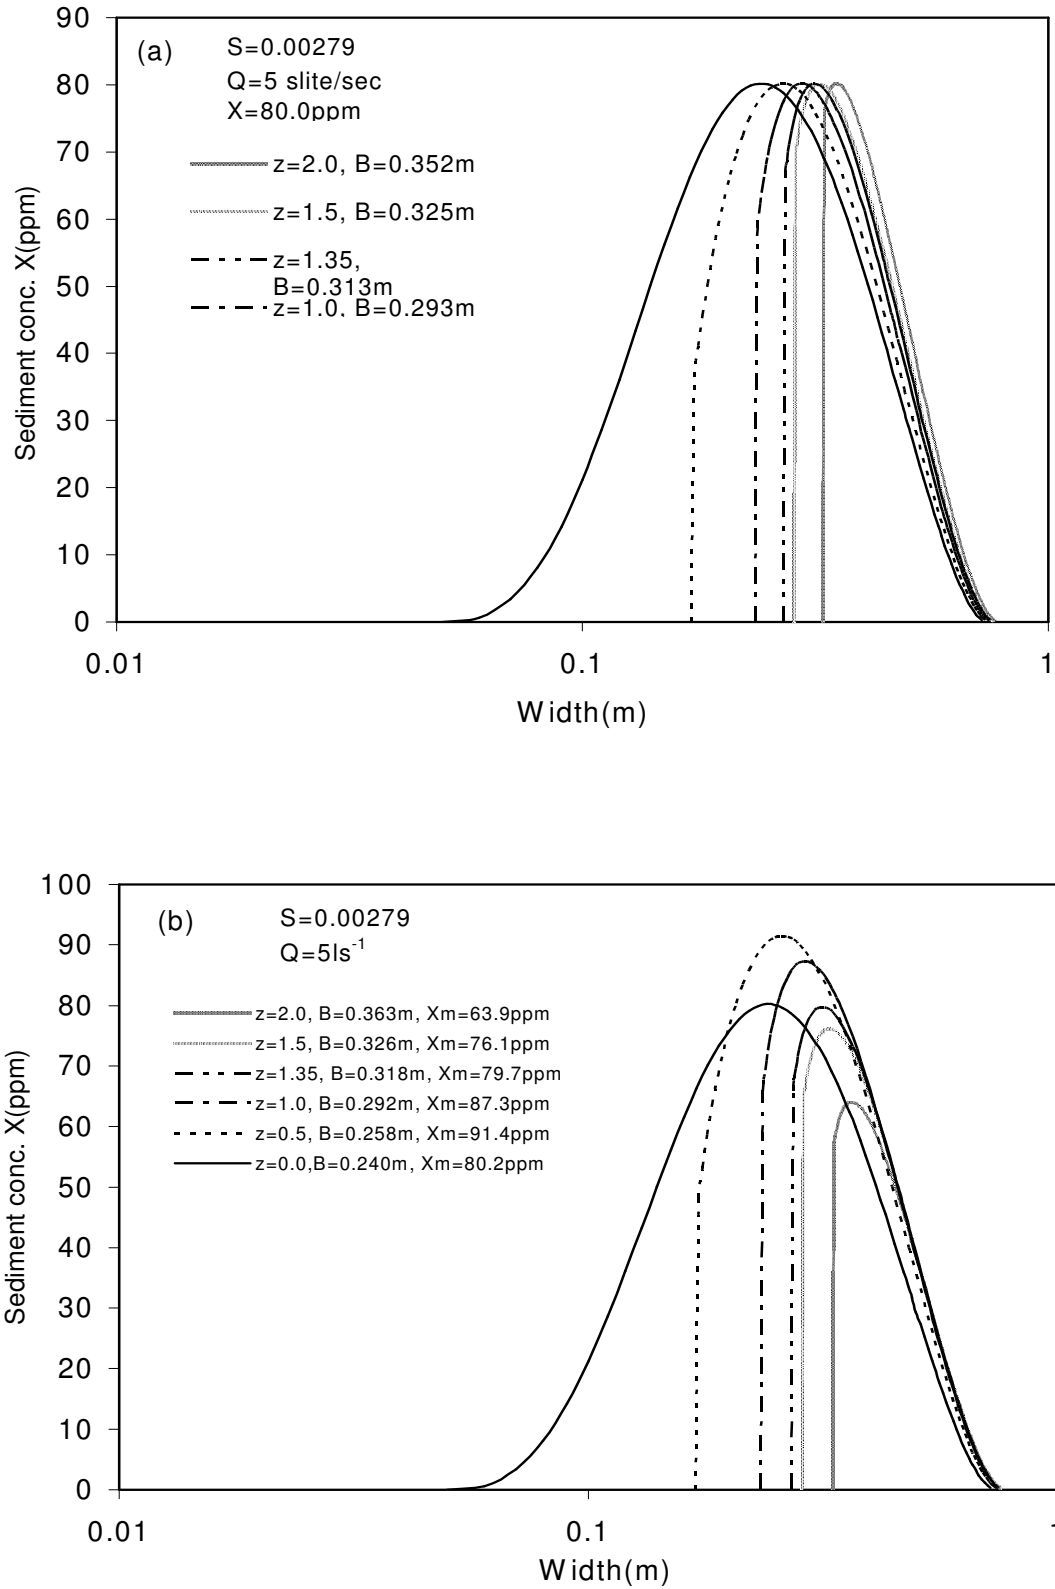 90
80
70
60
50
40
30
20
10
0
Sediment conc. X(ppm)
(a)
S=0.00279
Q=5 slite/sec
X=80.0ppm
z=2.0, B=0.352m
z=1.5, B=0.325m
z=1.35,
B=0.313m
z=1.0, B=0.293m
0.01
0.1
1
Width(m)
100
90
80
70
60
50
40
30
20
10
0
Sediment conc. X(ppm)
(b)
S=0.00279
Q=5ls-1
z=2.0, B=0.363m, Xm=63.9ppm
z=1.5, B=0.326m, Xm=76.1ppm
z=1.35, B=0.318m, Xm=79.7ppm
z=1.0, B=0.292m, Xm=87.3ppm
z=0.5, B=0.258m, Xm=91.4ppm
z=0.0,B=0.240m, Xm=80.2ppm
0.01
0.1
1
Width(m)